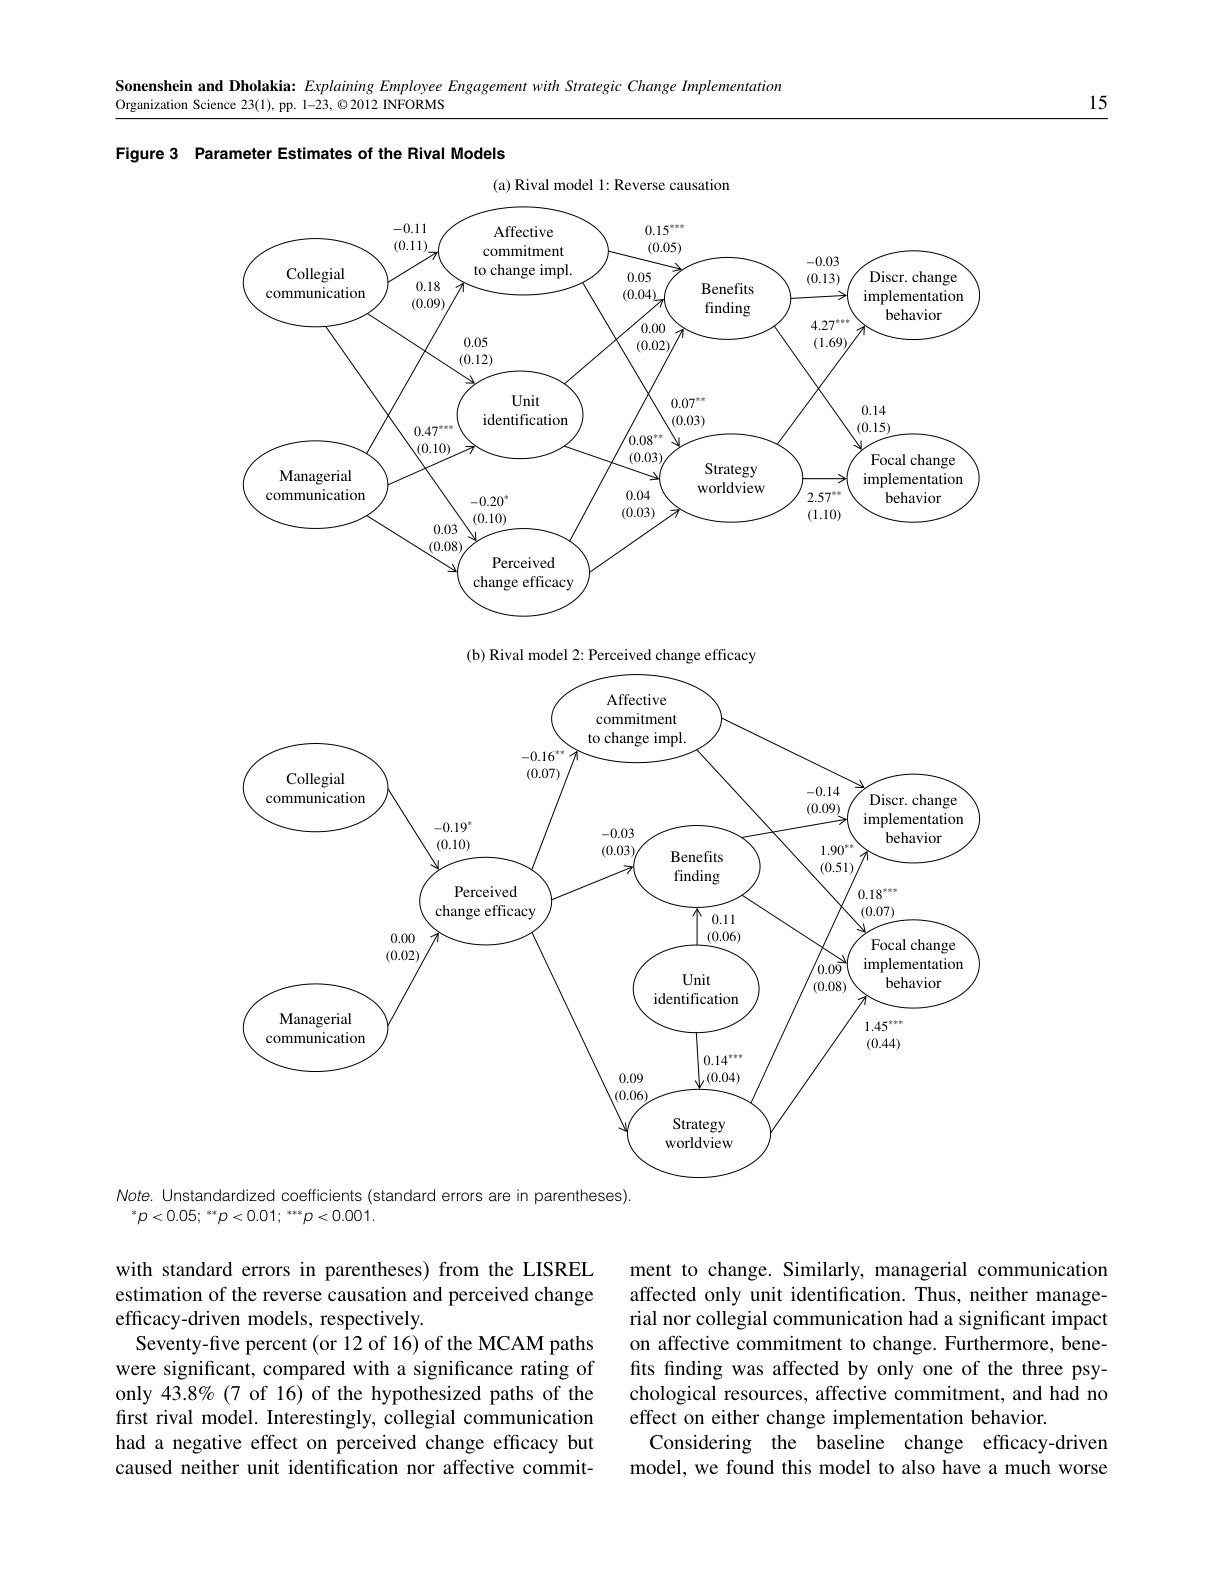 Sonenshein and Dholakia: Explaining Employee Engagement with Strategic Change Implementation
Organization Science 23(1), pp. 1–23, © 2012 INFORMS
15
Figure 3 Parameter Estimates of the Rival Models
(a) Rival model 1: Reverse causation
Collegial
communication
Managerial
communication
−0.11
(0.11)
0.18
(0.09)
0.05
(0.12)
0.47***
(0.10)
−0.20*
(0.10)
0.03
(0.08)
Affective
commitment
to change impl.
Unit
identification
Perceived
change efficacy
0.15***
(0.05)
0.05
(0.04)
0.00
(0.02)
0.07**
(0.03)
0.08**
(0.03)
0.04
(0.03)
Benefits
finding
Strategy
worldview
−0.03
(0.13)
4.27***
(1.69)
0.14
(0.15)
2.57**
(1.10)
Discr. change
implementation
behavior
Focal change
implementation
behavior
(b) Rival model 2: Perceived change efficacy
Collegial
communication
Managerial
communication
−0.19*
(0.10)
0.00
(0.02)
Perceived
change efficacy
−0.16**
(0.07)
−0.03
(0.03)
0.09
(0.06)
Affective
commitment
to change impl.
Benefits
finding
0.11
(0.06)
Unit
identification
0.14***
(0.04)
Strategy
worldview
−0.14
(0.09)
1.90**
(0.51)
0.18***
(0.07)
0.09
(0.08)
1.45***
(0.44)
Discr. change
implementation
behavior
Focal change
implementation
behavior
Note. Unstandardized coefficients (standard errors are in parentheses).
*p < 0.05; **p < 0.01; ***p < 0.001.
with standard errors in parentheses) from the LISREL
estimation of the reverse causation and perceived change
efficacy-driven models, respectively.
Seventy-five percent (or 12 of 16) of the MCAM paths
were significant, compared with a significance rating of
only 43.8% (7 of 16) of the hypothesized paths of the
first rival model. Interestingly, collegial communication
had a negative effect on perceived change efficacy but
caused neither unit identification nor affective commit-
ment to change. Similarly, managerial communication
affected only unit identification. Thus, neither manage-
rial nor collegial communication had a significant impact
on affective commitment to change. Furthermore, bene-
fits finding was affected by only one of the three psy-
chological resources, affective commitment, and had no
effect on either change implementation behavior.
Considering the baseline change efficacy-driven
model, we found this model to also have a much worse